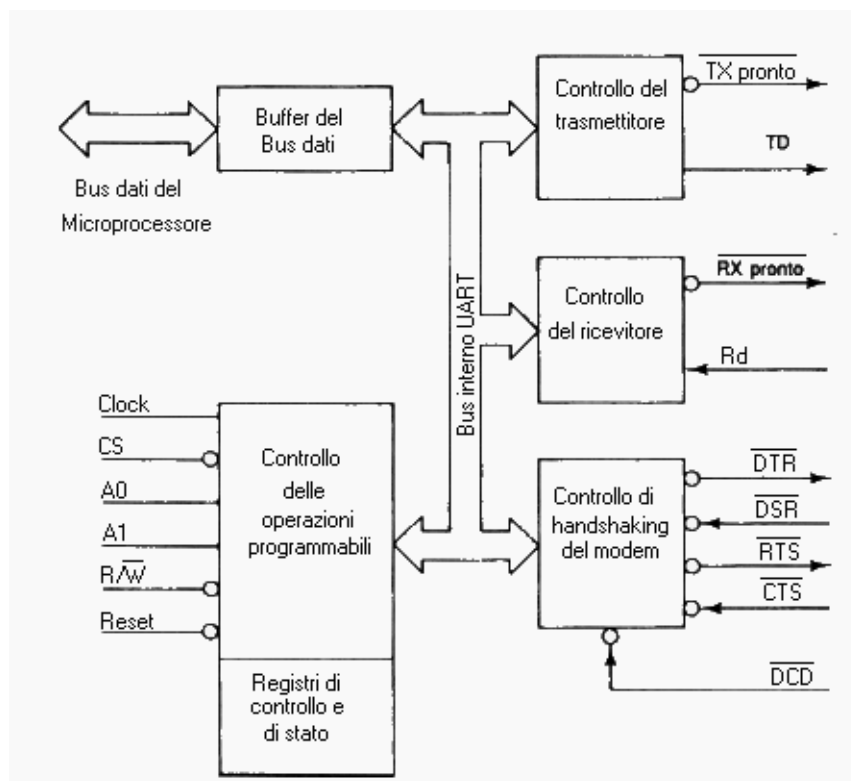 Buffer del
Bus dati
Bus dati del
Microprocessore
Controllo del
trasmettitore
TX pronto
TD
Controllo
del ricevitore
RX pronto
Rd
Bus interno UART
Clock
CS
A0
A1
R/W
Reset
Controllo
delle
operazioni
programmabili
Registri di
controllo e
di stato
Controllo di
handshaking
del modem
DTR
DSR
RTS
CTS
DCD